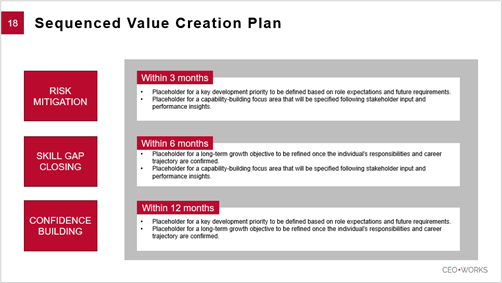 18
Sequenced Value Creation Plan
RISK
MITIGATION
Within 3 months
• Placeholder for a key development priority to be defined based on role expectations and future requirements.
• Placeholder for a capability-building focus area that will be specified following stakeholder input and
performance insights.
SKILL GAP
CLOSING
Within 6 months
• Placeholder for a long-term growth objective to be refined once the individual's responsibilities and career
trajectory are confirmed.
• Placeholder for a capability-building focus area that will be specified following stakeholder input and
performance insights.
CONFIDENCE
BUILDING
Within 12 months
• Placeholder for a key development priority to be defined based on role expectations and future requirements.
• Placeholder for a long-term growth objective to be refined once the individual's responsibilities and career
trajectory are confirmed.
CEO•WORKS